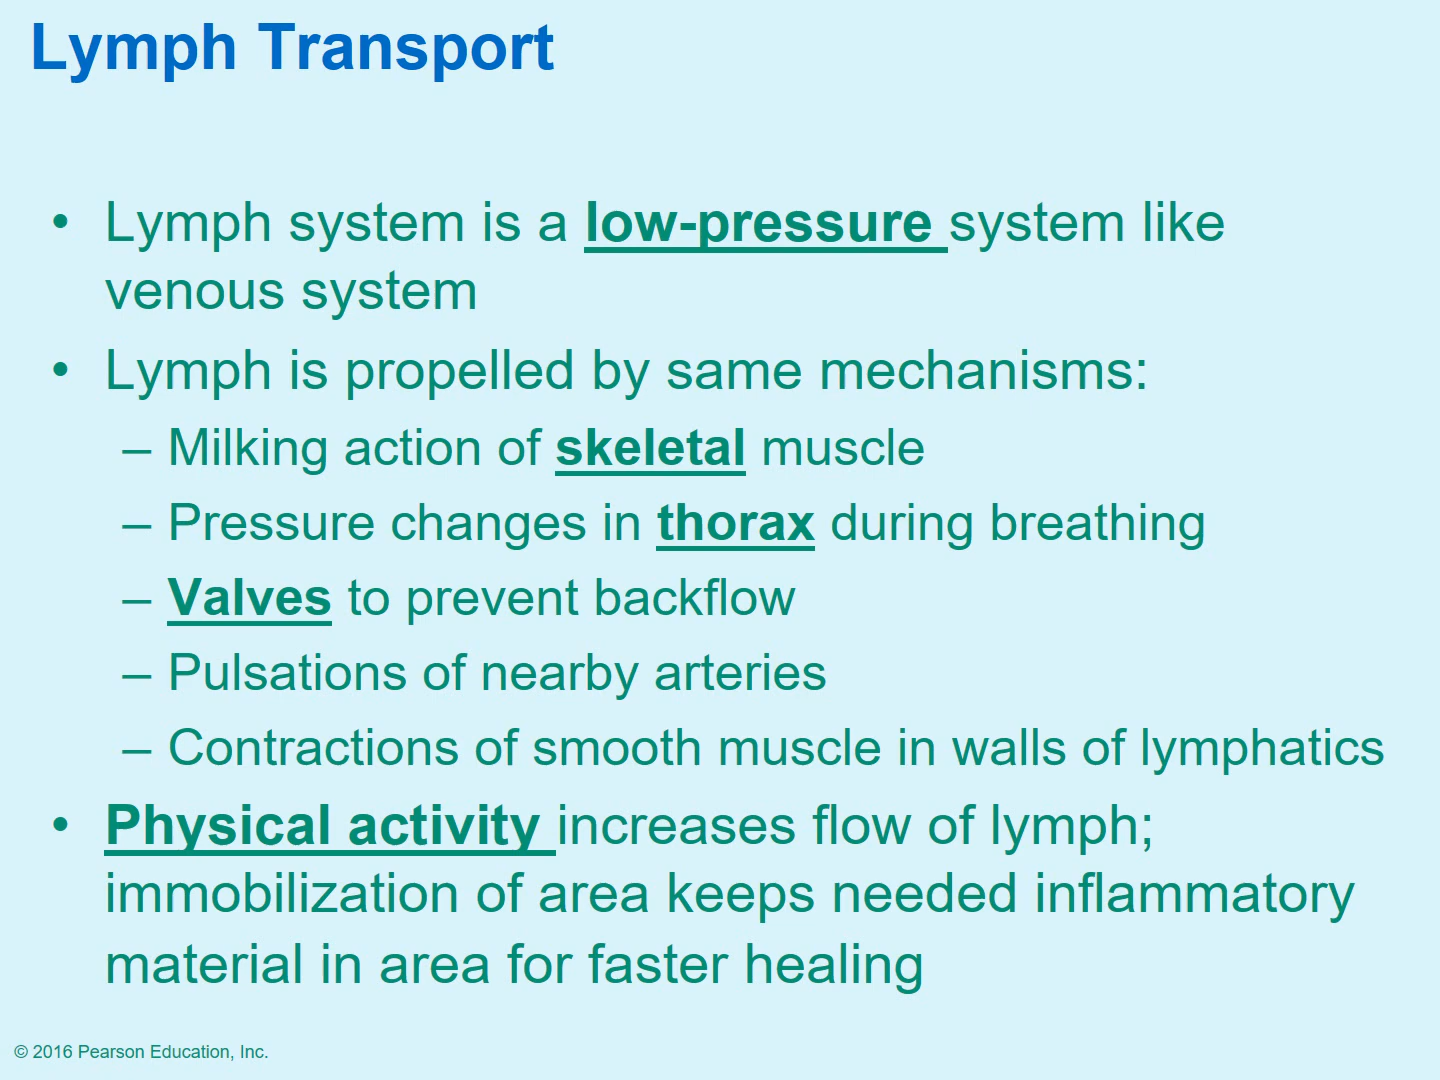 Lymph Transport
• Lymph system is a low-pressure system like
venous system
• Lymph is propelled by same mechanisms:
– Milking action of skeletal muscle
– Pressure changes in thorax during breathing
– Valves to prevent backflow
– Pulsations of nearby arteries
– Contractions of smooth muscle in walls of lymphatics
• Physical activity increases flow of lymph;
immobilization of area keeps needed inflammatory
material in area for faster healing
© 2016 Pearson Education, Inc.